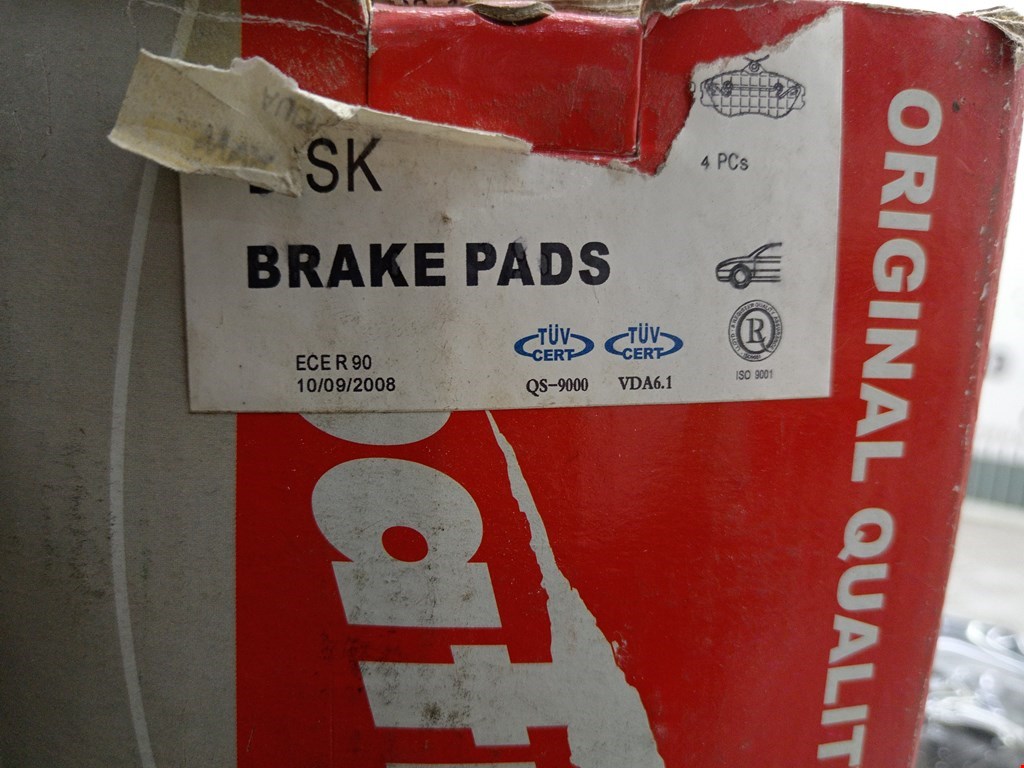 4 PCs
DISK
BRAKE PADS
TÜV
CERT
TÜV
CERT
R
ECE R 90
10/09/2008
QS-9000
VDA6.1
ISO 9001
ORIGINAL QUALIT